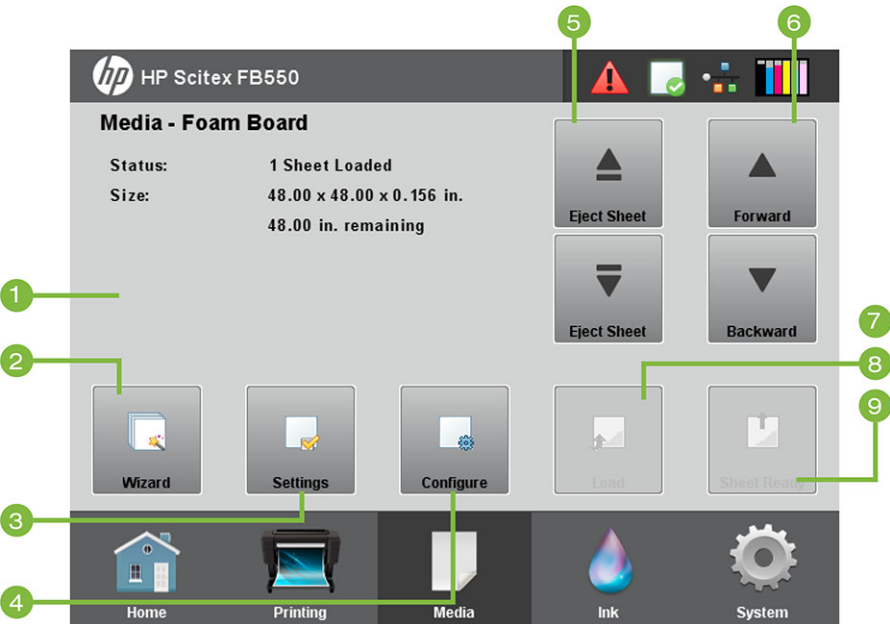 5
6
hp HP Scitex FB550
Media - Foam Board
Status: 1 Sheet Loaded
Size: 48.00 x 48.00 x 0.156 in.
48.00 in. remaining
Eject Sheet
Forward
1
Eject Sheet
Backward
7
2
8
9
Wizard
Settings
Configure
Load
Sheet Ready
3
4
Home
Printing
Media
Ink
System